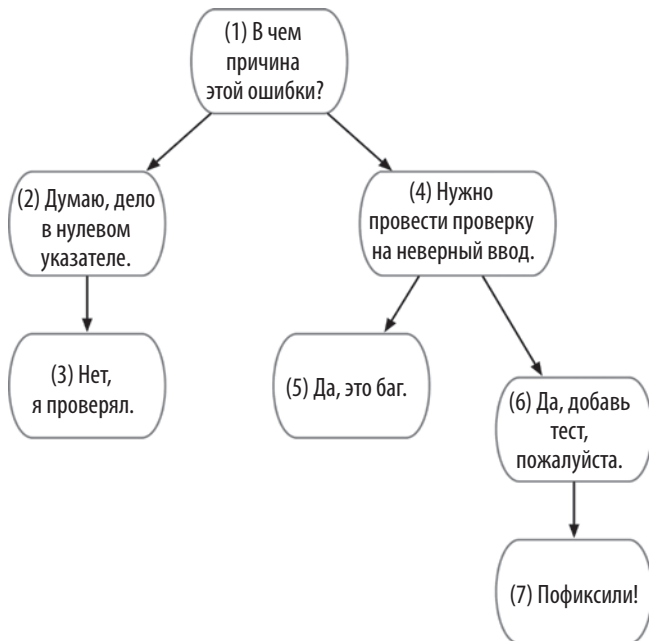 (1) В чем
причина
этой ошибки?
(2) Думаю, дело
в нулевом
указателе.
(4) Нужно
провести проверку
на неверный ввод.
(3) Нет,
я проверял.
(5) Да, это баг.
(6) Да, добавь
тест,
пожалуйста.
(7) Пофиксили!